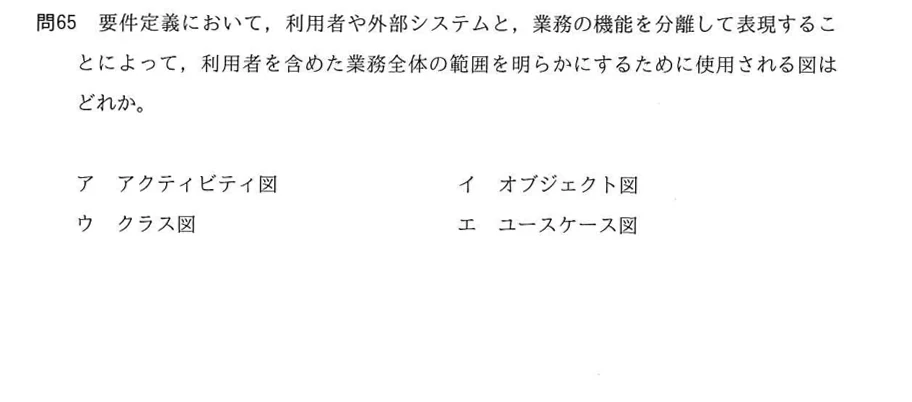 問65 要件定義において，利用者や外部システムと，業務の機能を分離して表現するこ
とによって，利用者を含めた業務全体の範囲を明らかにするために使用される図は
どれか。
ア アクティビティ図 イ オブジェクト図
ウ クラス図 エ ユースケース図